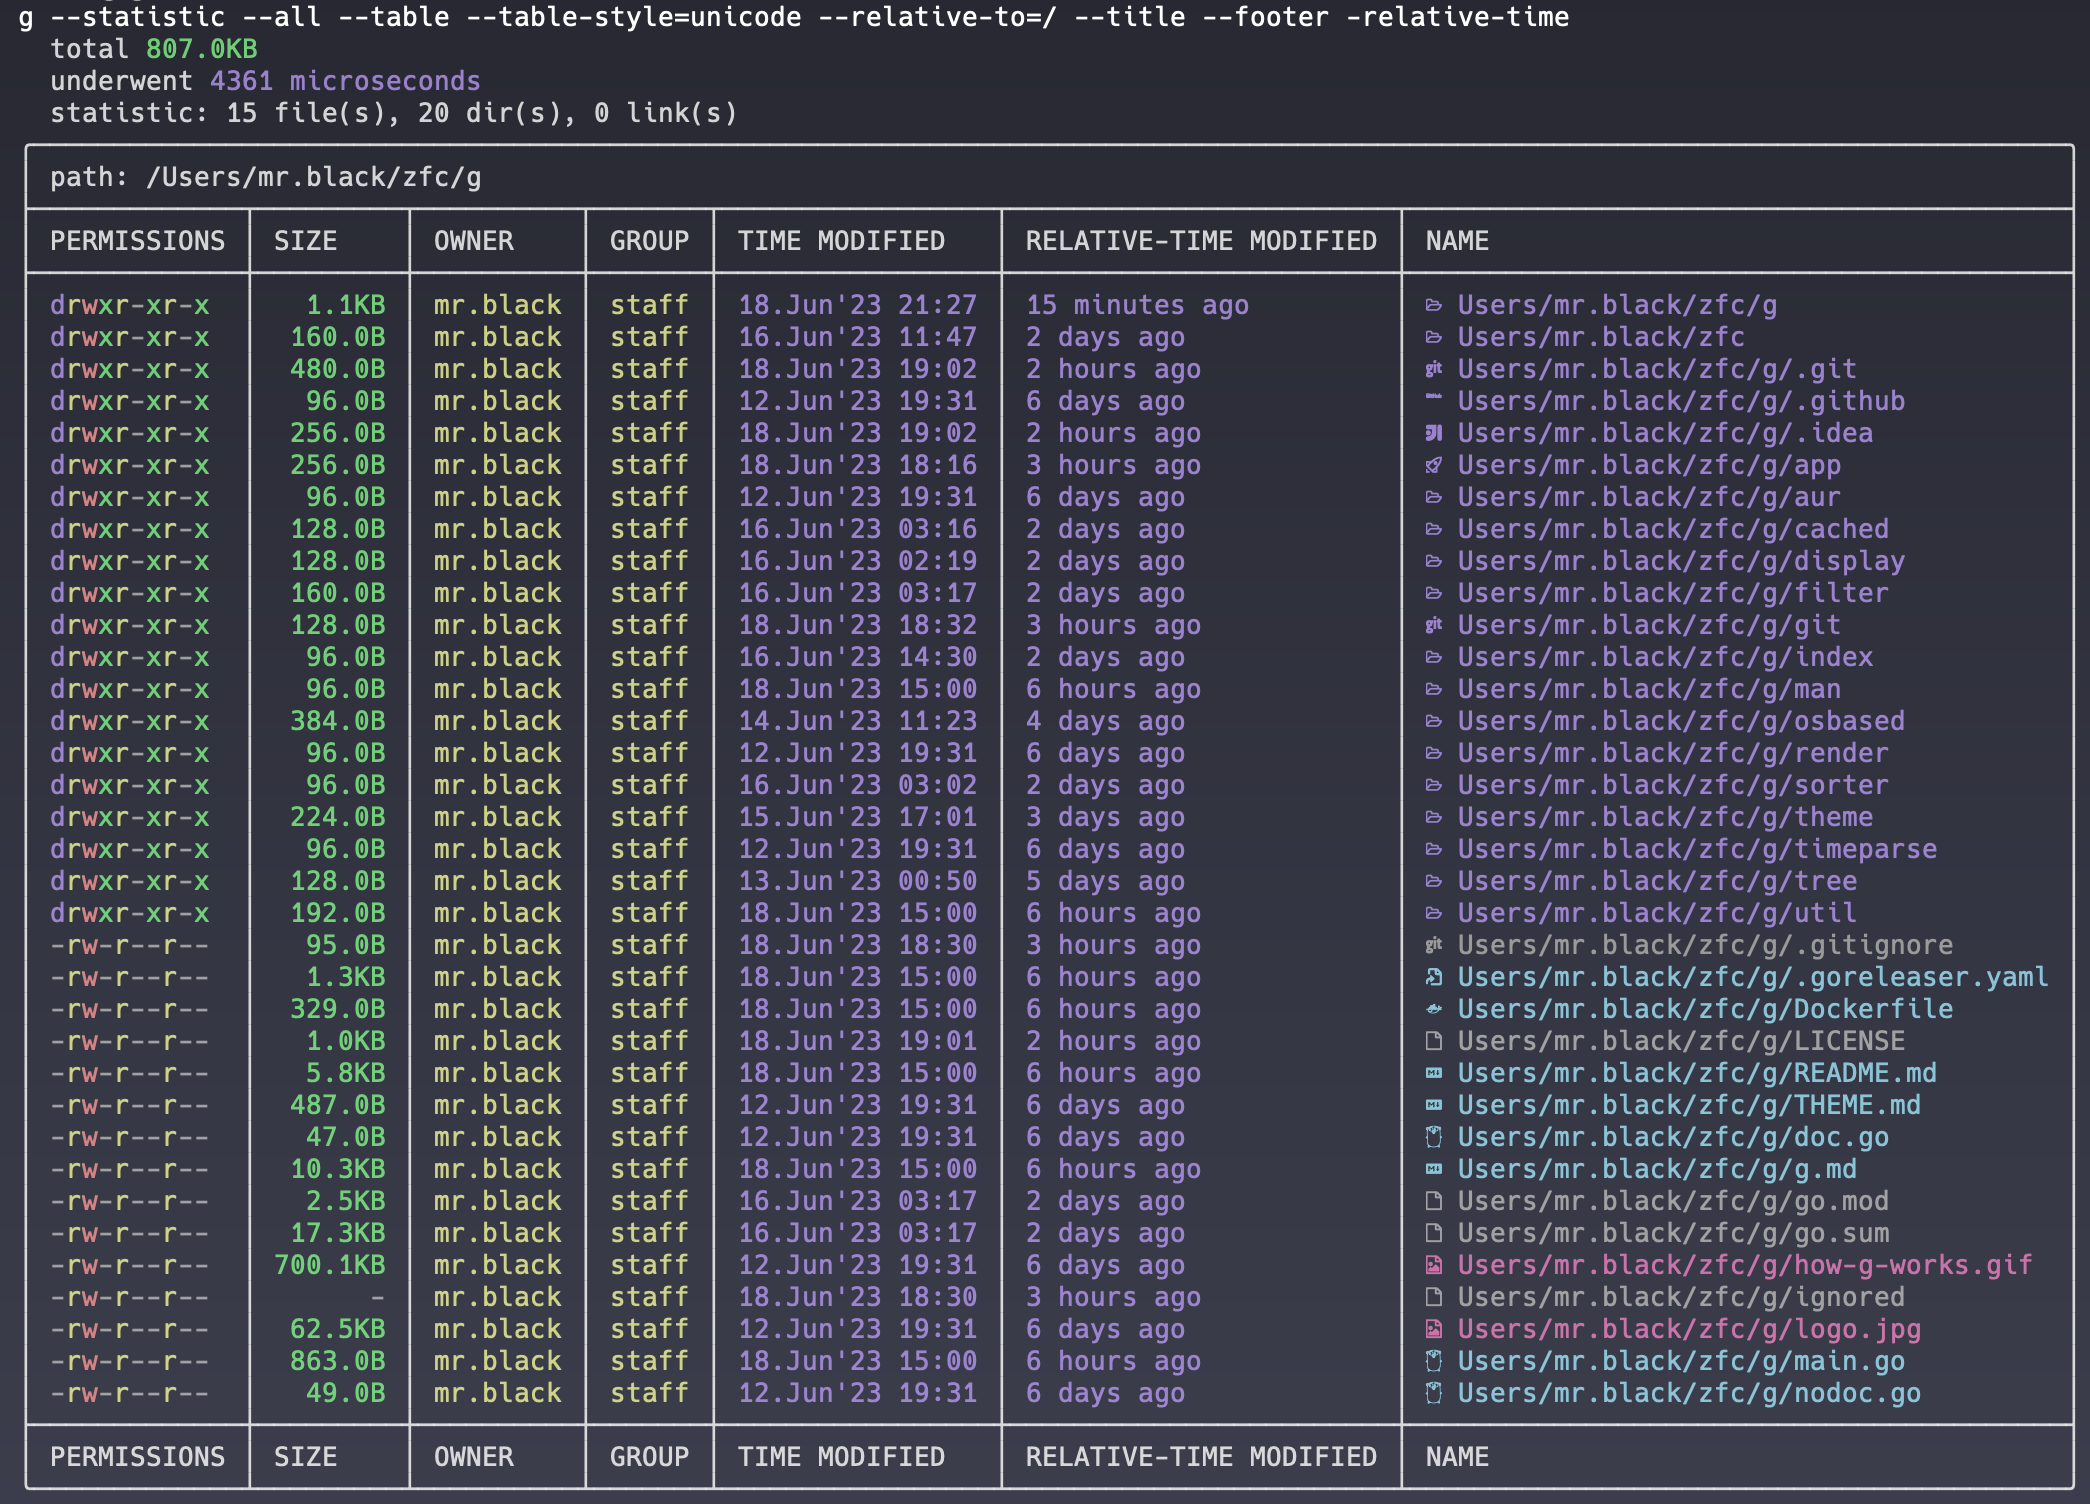 g --statistic --all --table --table-style=unicode --relative-to=/ --title --footer -relative-time
total 807.0KB
underwent 4361 microseconds
statistic: 15 file(s), 20 dir(s), 0 link(s)
path: /Users/mr.black/zfc/g
PERMISSIONS SIZE OWNER GROUP TIME MODIFIED RELATIVE-TIME MODIFIED NAME
drwxr-xr-x 1.1KB mr.black staff 18.Jun'23 21:27 15 minutes ago Users/mr.black/zfc/g
drwxr-xr-x 160.0B mr.black staff 16.Jun'23 11:47 2 days ago Users/mr.black/zfc
drwxr-xr-x 480.0B mr.black staff 18.Jun'23 19:02 2 hours ago git Users/mr.black/zfc/g/.git
drwxr-xr-x 96.0B mr.black staff 12.Jun'23 19:31 6 days ago Users/mr.black/zfc/g/.github
drwxr-xr-x 256.0B mr.black staff 18.Jun'23 19:02 2 hours ago Users/mr.black/zfc/g/.idea
drwxr-xr-x 256.0B mr.black staff 18.Jun'23 18:16 3 hours ago Users/mr.black/zfc/g/app
drwxr-xr-x 96.0B mr.black staff 12.Jun'23 19:31 6 days ago Users/mr.black/zfc/g/aur
drwxr-xr-x 128.0B mr.black staff 16.Jun'23 03:16 2 days ago Users/mr.black/zfc/g/cached
drwxr-xr-x 128.0B mr.black staff 16.Jun'23 02:19 2 days ago Users/mr.black/zfc/g/display
drwxr-xr-x 160.0B mr.black staff 16.Jun'23 03:17 2 days ago Users/mr.black/zfc/g/filter
drwxr-xr-x 128.0B mr.black staff 18.Jun'23 18:32 3 hours ago git Users/mr.black/zfc/g/git
drwxr-xr-x 96.0B mr.black staff 16.Jun'23 14:30 2 days ago Users/mr.black/zfc/g/index
drwxr-xr-x 96.0B mr.black staff 18.Jun'23 15:00 6 hours ago Users/mr.black/zfc/g/man
drwxr-xr-x 384.0B mr.black staff 14.Jun'23 11:23 4 days ago Users/mr.black/zfc/g/osbased
drwxr-xr-x 96.0B mr.black staff 12.Jun'23 19:31 6 days ago Users/mr.black/zfc/g/render
drwxr-xr-x 96.0B mr.black staff 16.Jun'23 03:02 2 days ago Users/mr.black/zfc/g/sorter
drwxr-xr-x 224.0B mr.black staff 15.Jun'23 17:01 3 days ago Users/mr.black/zfc/g/theme
drwxr-xr-x 96.0B mr.black staff 12.Jun'23 19:31 6 days ago Users/mr.black/zfc/g/timeparse
drwxr-xr-x 128.0B mr.black staff 13.Jun'23 00:50 5 days ago Users/mr.black/zfc/g/tree
drwxr-xr-x 192.0B mr.black staff 18.Jun'23 15:00 6 hours ago Users/mr.black/zfc/g/util
-rw-r--r-- 95.0B mr.black staff 18.Jun'23 18:30 3 hours ago git Users/mr.black/zfc/g/.gitignore
-rw-r--r-- 1.3KB mr.black staff 18.Jun'23 15:00 6 hours ago Users/mr.black/zfc/g/.goreleaser.yaml
-rw-r--r-- 329.0B mr.black staff 18.Jun'23 15:00 6 hours ago Users/mr.black/zfc/g/Dockerfile
-rw-r--r-- 1.0KB mr.black staff 18.Jun'23 19:01 2 hours ago Users/mr.black/zfc/g/LICENSE
-rw-r--r-- 5.8KB mr.black staff 18.Jun'23 15:00 6 hours ago Users/mr.black/zfc/g/README.md
-rw-r--r-- 487.0B mr.black staff 12.Jun'23 19:31 6 days ago Users/mr.black/zfc/g/THEME.md
-rw-r--r-- 47.0B mr.black staff 12.Jun'23 19:31 6 days ago Users/mr.black/zfc/g/doc.go
-rw-r--r-- 10.3KB mr.black staff 18.Jun'23 15:00 6 hours ago Users/mr.black/zfc/g/g.md
-rw-r--r-- 2.5KB mr.black staff 16.Jun'23 03:17 2 days ago Users/mr.black/zfc/g/go.mod
-rw-r--r-- 17.3KB mr.black staff 16.Jun'23 03:17 2 days ago Users/mr.black/zfc/g/go.sum
-rw-r--r-- 700.1KB mr.black staff 12.Jun'23 19:31 6 days ago Users/mr.black/zfc/g/how-g-works.gif
-rw-r--r-- - mr.black staff 18.Jun'23 18:30 3 hours ago Users/mr.black/zfc/g/ignored
-rw-r--r-- 62.5KB mr.black staff 12.Jun'23 19:31 6 days ago Users/mr.black/zfc/g/logo.jpg
-rw-r--r-- 863.0B mr.black staff 18.Jun'23 15:00 6 hours ago Users/mr.black/zfc/g/main.go
-rw-r--r-- 49.0B mr.black staff 12.Jun'23 19:31 6 days ago Users/mr.black/zfc/g/nodoc.go
PERMISSIONS SIZE OWNER GROUP TIME MODIFIED RELATIVE-TIME MODIFIED NAME